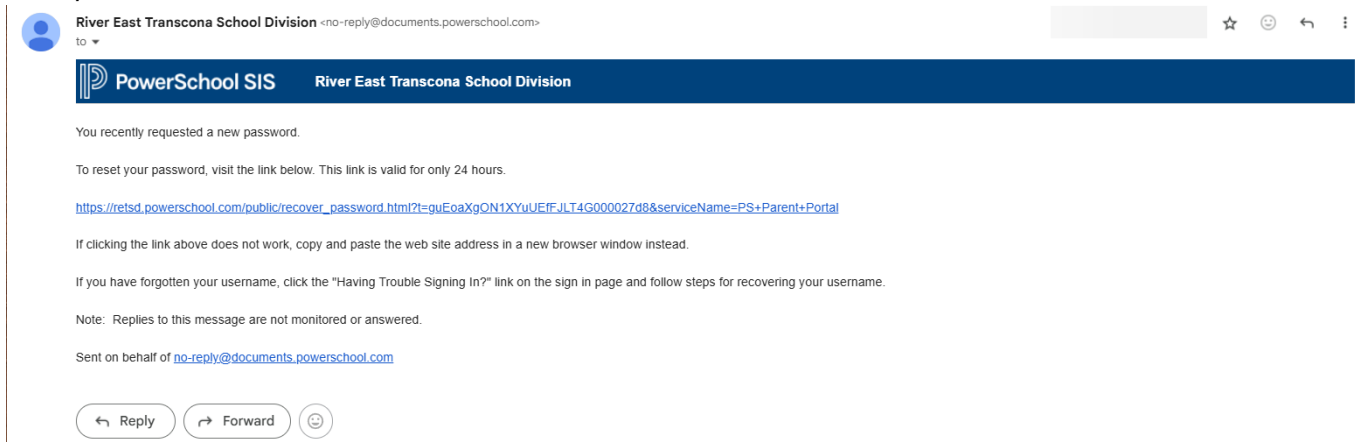 River East Transcona School Division <no-reply@documents.powerschool.com>
to
PowerSchool SIS River East Transcona School Division
You recently requested a new password.
To reset your password, visit the link below. This link is valid for only 24 hours.
https://retsd.powerschool.com/public/recover_password.html?t=guEoaXgON1XYuUEfFJLT4G000027d8&serviceName=PS+Parent+Portal
If clicking the link above does not work, copy and paste the web site address in a new browser window instead.
If you have forgotten your username, click the "Having Trouble Signing In?" link on the sign in page and follow steps for recovering your username.
Note:  Replies to this message are not monitored or answered.
Sent on behalf of no-reply@documents.powerschool.com
Reply Forward